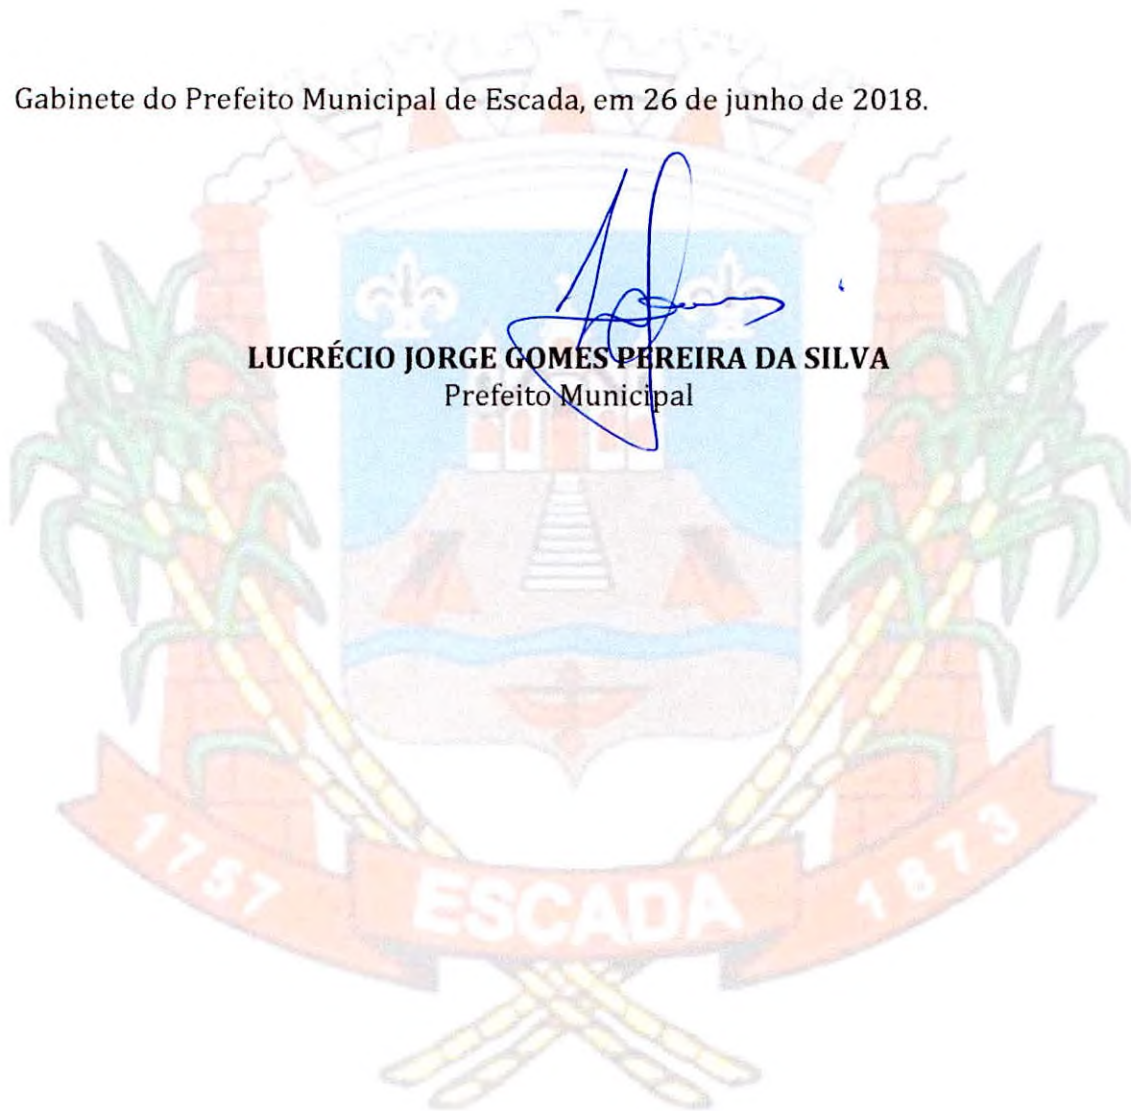 Gabinete do Prefeito Municipal de Escada, em 26 de junho de 2018.
LUCRÉCIO JORGE GOMES PEREIRA DA SILVA
Prefeito Municipal
1757
ESCADA
1873